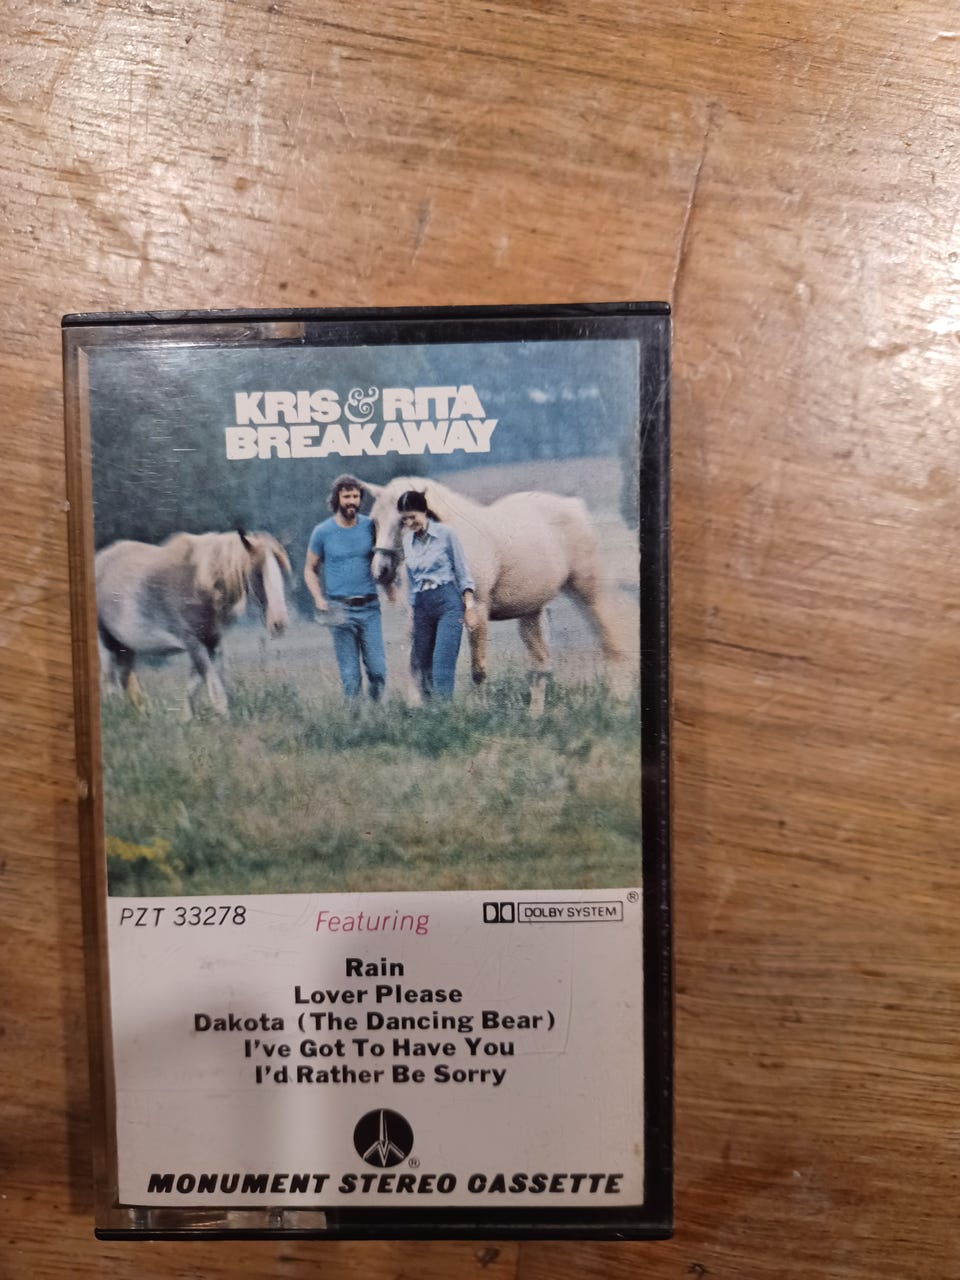 KRIS & RITA
BREAKAWAY
PZT 33278 Featuring DOLBY SYSTEM ®
Rain
Lover Please
Dakota (The Dancing Bear)
I've Got To Have You
I'd Rather Be Sorry
®
MONUMENT STEREO CASSETTE